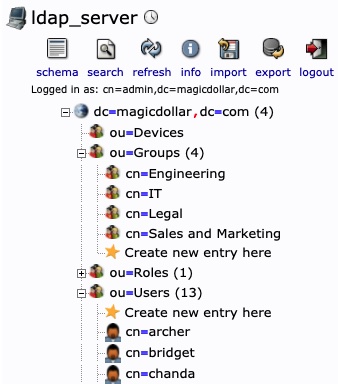 ldap_server
schema search refresh info import export logout
Logged in as: cn=admin,dc=magicdollar,dc=com
dc=magicdollar,dc=com (4)
ou=Devices
ou=Groups (4)
cn=Engineering
cn=IT
cn=Legal
cn=Sales and Marketing
Create new entry here
ou=Roles (1)
ou=Users (13)
Create new entry here
cn=archer
cn=bridget
cn=chanda